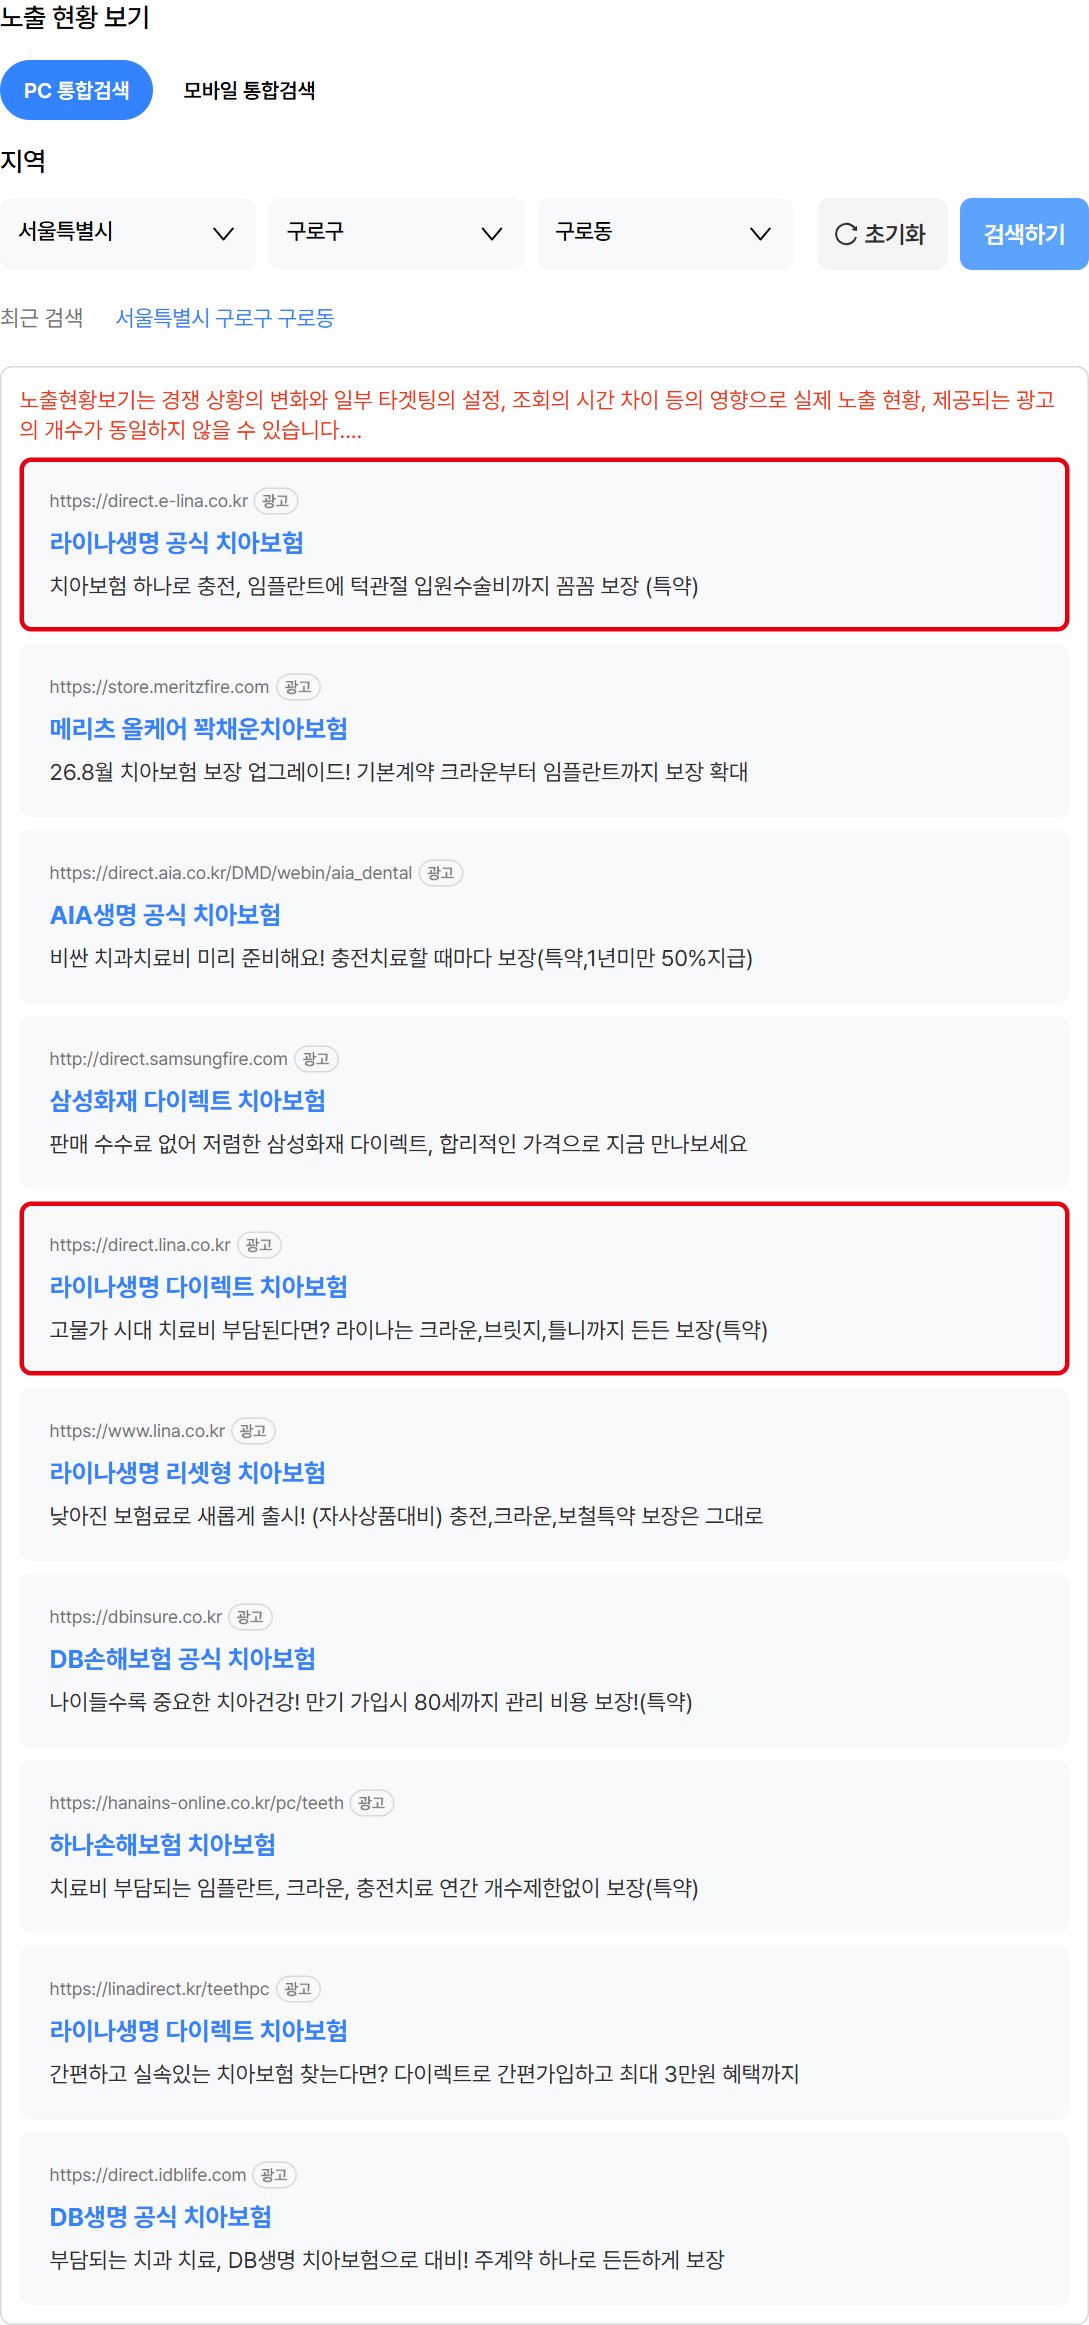 노출 현황 보기
PC 통합검색 모바일 통합검색
지역
서울특별시 구로구 구로동 초기화 검색하기
최근 검색 서울특별시 구로구 구로동
노출현황보기는 경쟁 상황의 변화와 일부 타겟팅의 설정, 조회의 시간 차이 등의 영향으로 실제 노출 현황, 제공되는 광고
의 개수가 동일하지 않을 수 있습니다....
https://direct.e-lina.co.kr 광고
라이나생명 공식 치아보험
치아보험 하나로 충전, 임플란트에 턱관절 입원수술비까지 꼼꼼 보장 (특약)
https://store.meritzfire.com 광고
메리츠 올케어 꽉채운치아보험
26.8월 치아보험 보장 업그레이드! 기본계약 크라운부터 임플란트까지 보장 확대
https://direct.aia.co.kr/DMD/webin/aia_dental 광고
AIA생명 공식 치아보험
비싼 치과치료비 미리 준비해요! 충전치료할 때마다 보장(특약,1년미만 50%지급)
http://direct.samsungfire.com 광고
삼성화재 다이렉트 치아보험
판매 수수료 없어 저렴한 삼성화재 다이렉트, 합리적인 가격으로 지금 만나보세요
https://direct.lina.co.kr 광고
라이나생명 다이렉트 치아보험
고물가 시대 치료비 부담된다면? 라이나는 크라운,브릿지,틀니까지 든든 보장(특약)
https://www.lina.co.kr 광고
라이나생명 리셋형 치아보험
낮아진 보험료로 새롭게 출시! (자사상품대비) 충전,크라운,보철특약 보장은 그대로
https://dbinsure.co.kr 광고
DB손해보험 공식 치아보험
나이들수록 중요한 치아건강! 만기 가입시 80세까지 관리 비용 보장!(특약)
https://hanains-online.co.kr/pc/teeth 광고
하나손해보험 치아보험
치료비 부담되는 임플란트, 크라운, 충전치료 연간 개수제한없이 보장(특약)
https://linadirect.kr/teethpc 광고
라이나생명 다이렉트 치아보험
간편하고 실속있는 치아보험 찾는다면? 다이렉트로 간편가입하고 최대 3만원 혜택까지
https://direct.idblife.com 광고
DB생명 공식 치아보험
부담되는 치과 치료, DB생명 치아보험으로 대비! 주계약 하나로 든든하게 보장